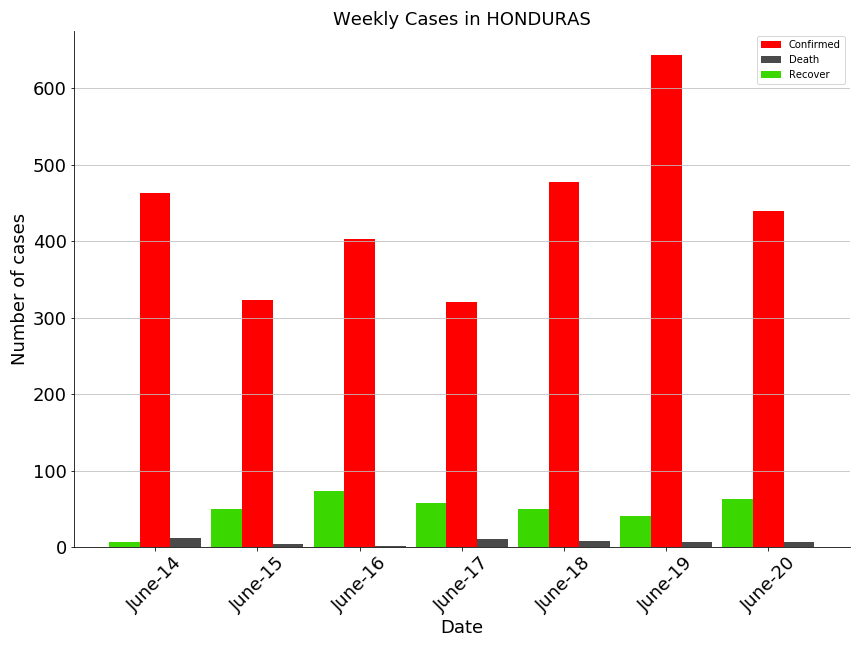 Weekly Cases in HONDURAS
Confirmed
Death
Recover
Number of cases
600
500
400
300
200
100
0
June-14
June-15
June-16
June-17
June-18
June-19
June-20
Date